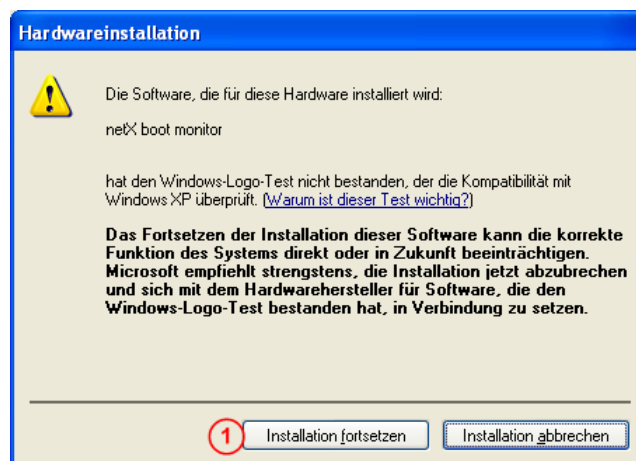 Hardwareinstallation
Die Software, die für diese Hardware installiert wird:
netX boot monitor
hat den Windows-Logo-Test nicht bestanden, der die Kompatibilität mit
Windows XP überprüft. (Warum ist dieser Test wichtig?)
Das Fortsetzen der Installation dieser Software kann die korrekte
Funktion des Systems direkt oder in Zukunft beeinträchtigen.
Microsoft empfiehlt strengstens, die Installation jetzt abzubrechen
und sich mit dem Hardwarehersteller für Software, die den
Windows-Logo-Test bestanden hat, in Verbindung zu setzen.
1 Installation fortsetzen Installation abbrechen